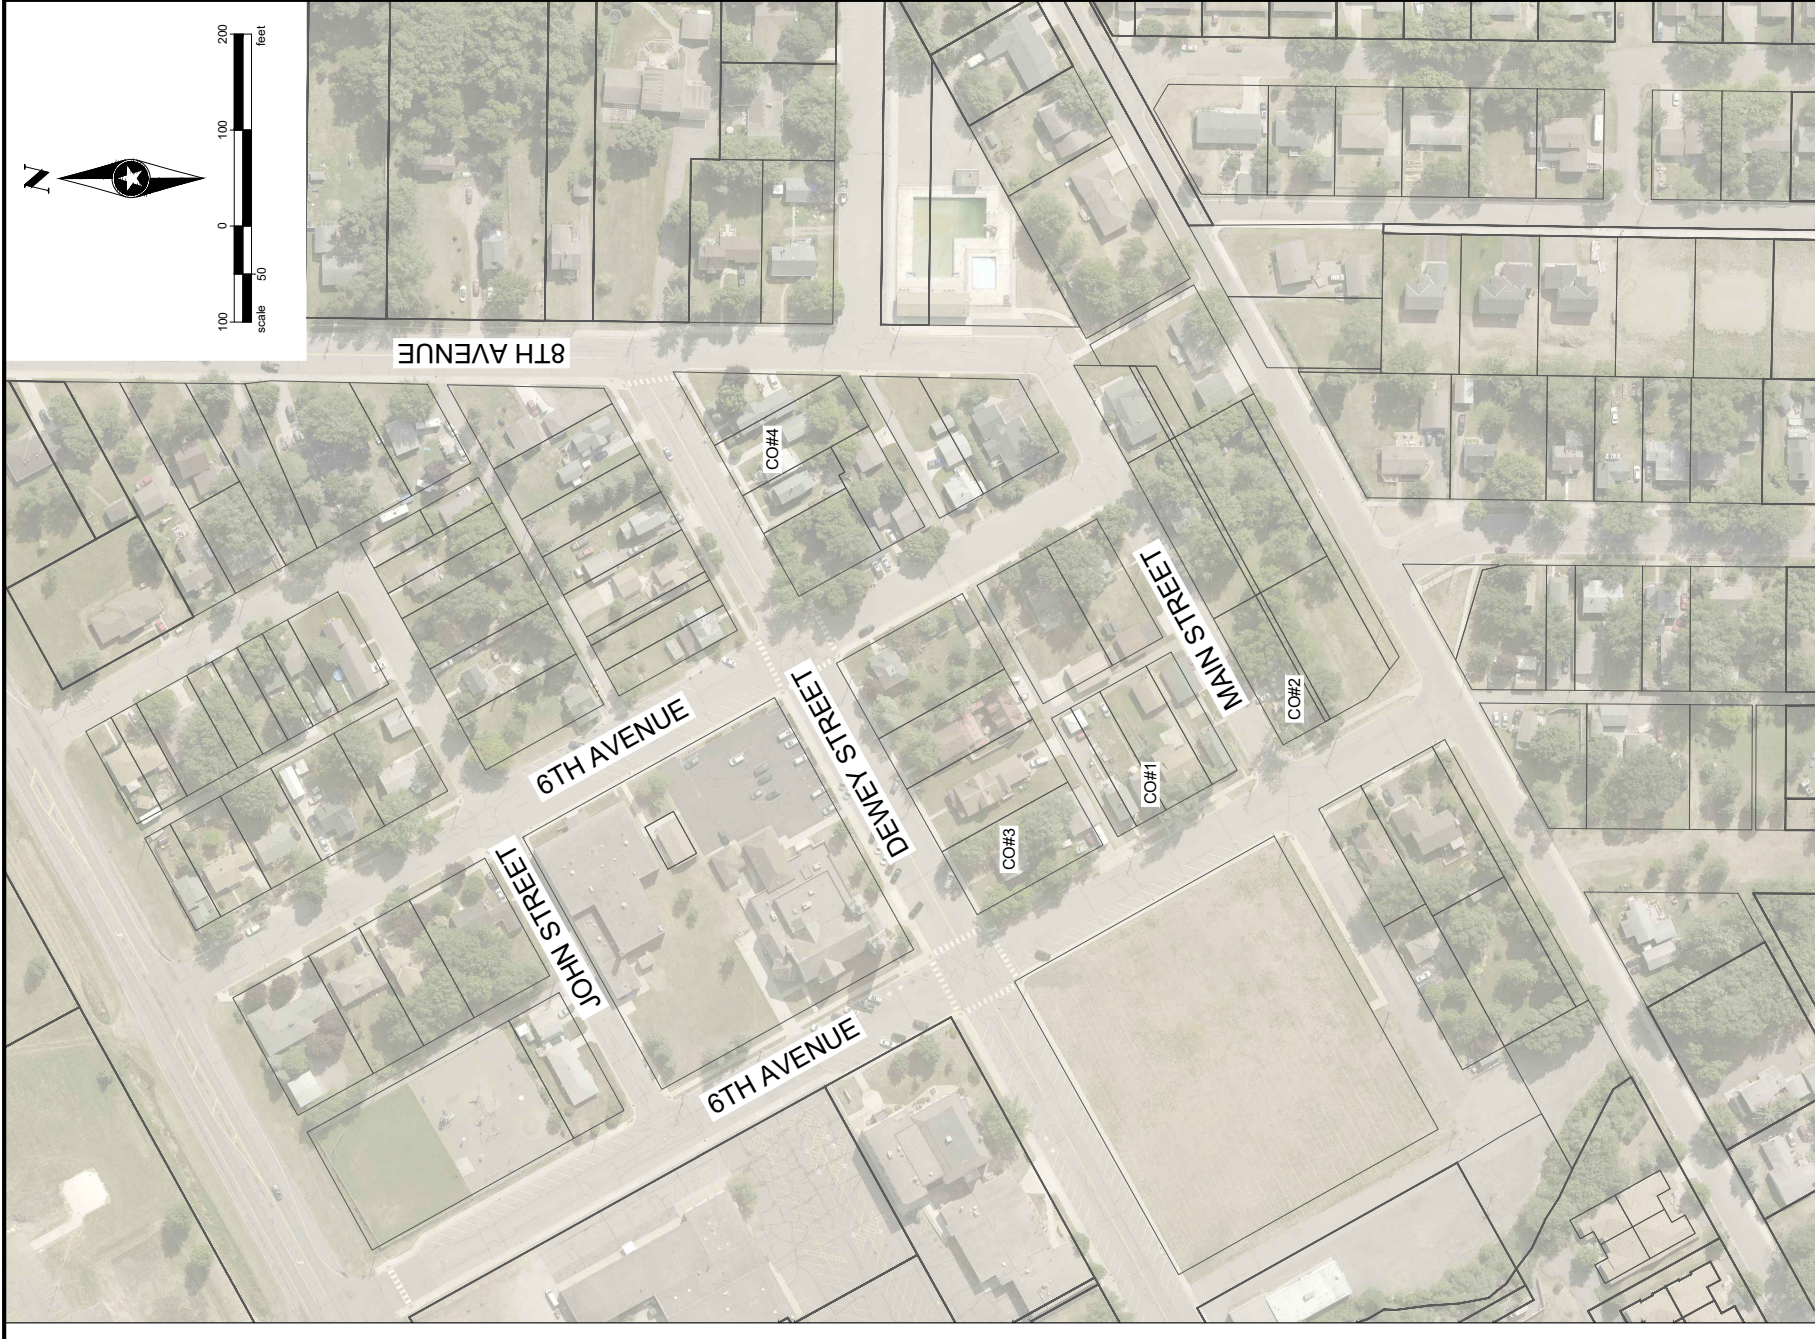 N
200
100
0
50
100
feet
scale
8TH AVENUE
CO#4
MAIN STREET
6TH AVENUE
DEWEY STREET
CO#2
CO#1
CO#3
JOHN STREET
6TH AVENUE